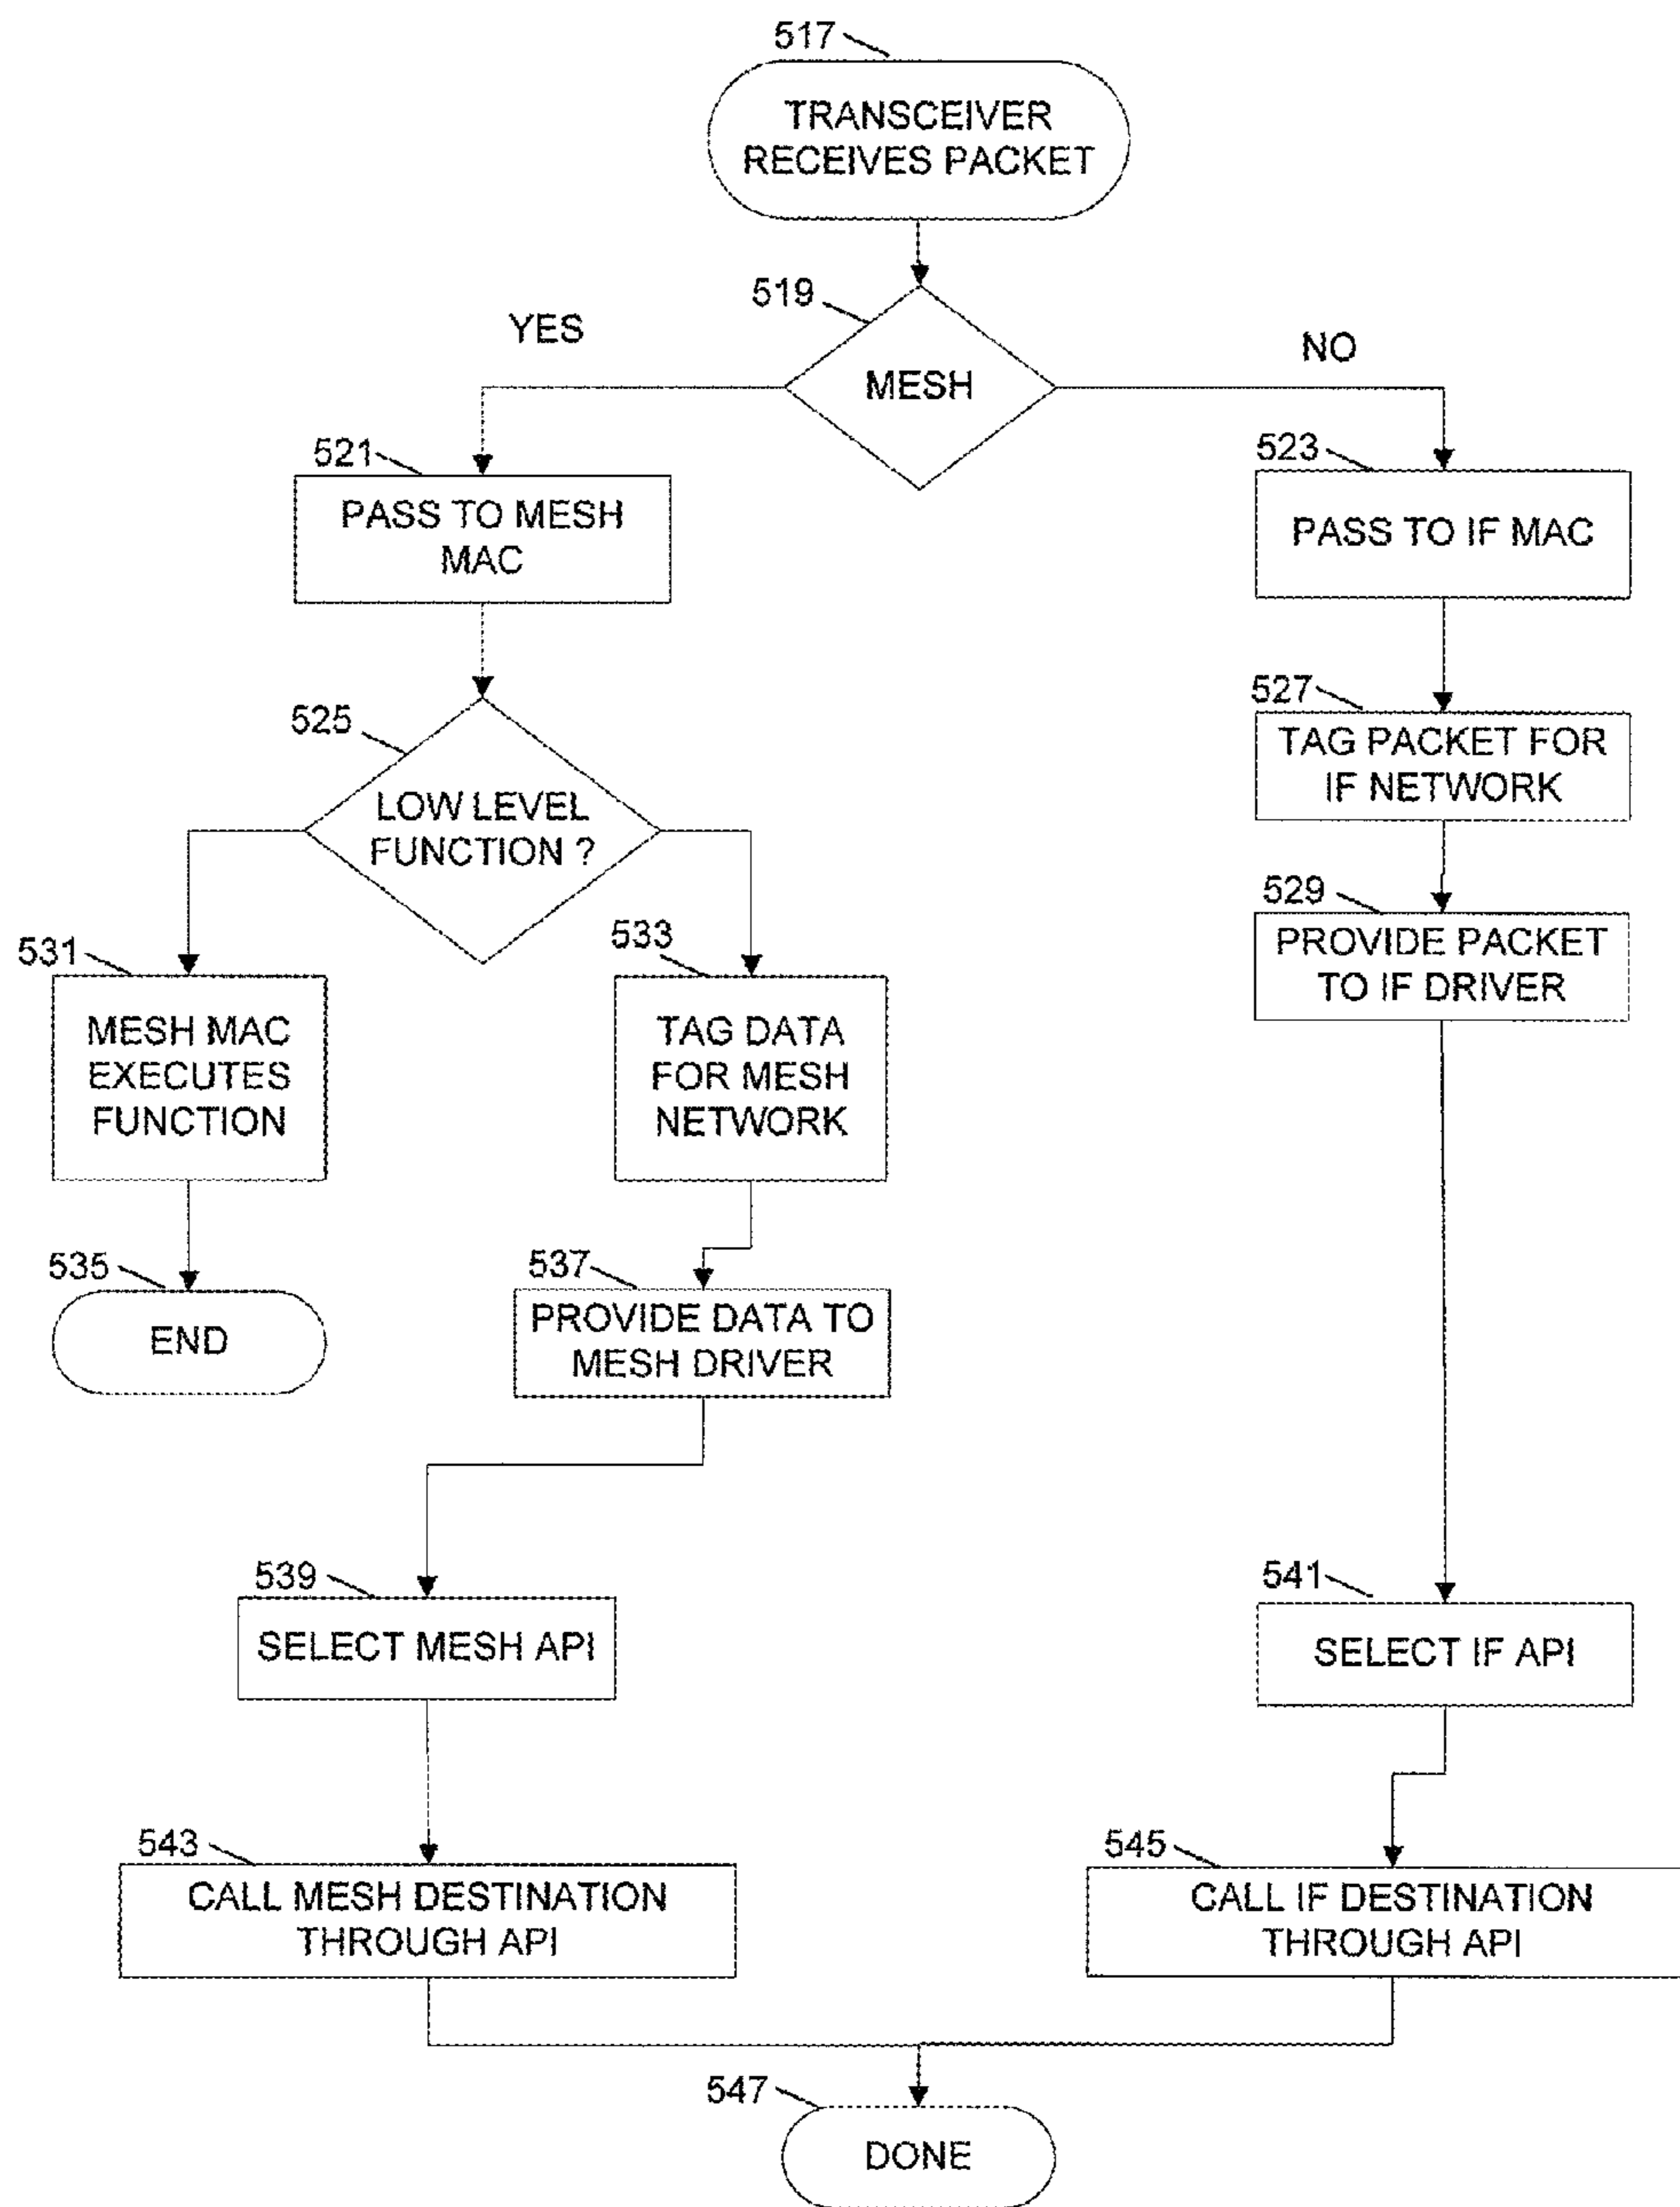 517
TRANSCEIVER
RECEIVES PACKET
519
YES
MESH
NO
521
PASS TO MESH
MAC
523
PASS TO IF MAC
525
LOW LEVEL
FUNCTION ?
527
TAG PACKET FOR
IF NETWORK
529
PROVIDE PACKET
TO IF DRIVER
531
MESH MAC
EXECUTES
FUNCTION
533
TAG DATA
FOR MESH
NETWORK
535
END
537
PROVIDE DATA TO
MESH DRIVER
539
SELECT MESH API
541
SELECT IF API
543
CALL MESH DESTINATION
THROUGH API
545
CALL IF DESTINATION
THROUGH API
547
DONE